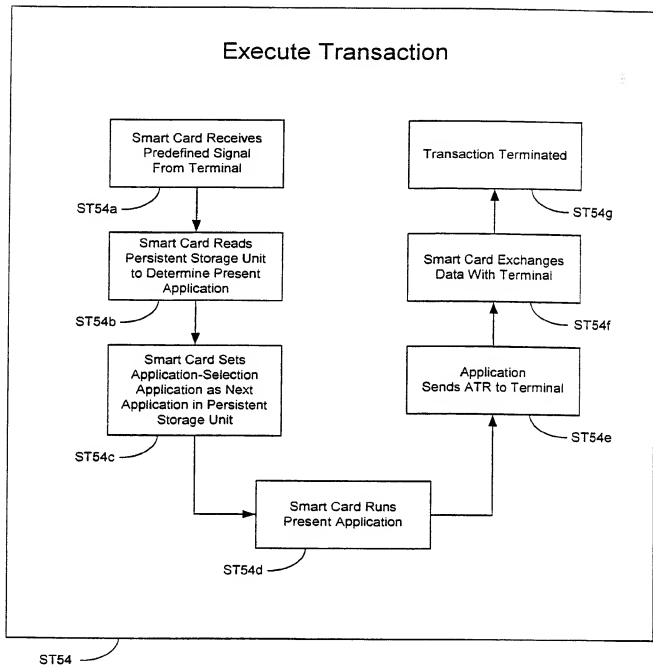 Execute Transaction
Smart Card Receives
Predefined Signal
From Terminal
ST54a
Smart Card Reads
Persistent Storage Unit
to Determine Present
Application
ST54b
Smart Card Sets
Application-Selection
Application as Next
Application in Persistent
Storage Unit
ST54c
Smart Card Runs
Present Application
ST54d
Application
Sends ATR to Terminal
ST54e
Smart Card Exchanges
Data With Terminal
ST54f
Transaction Terminated
ST54g
ST54